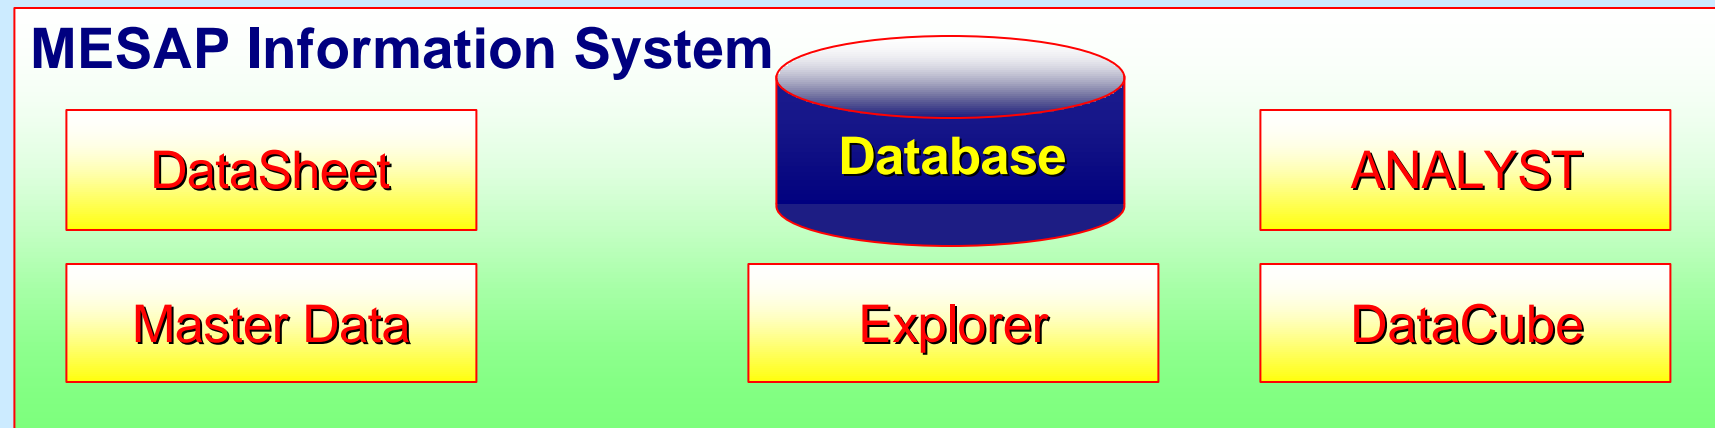 MESAP Information System
DataSheet
Database
ANALYST
Master Data
Explorer
DataCube